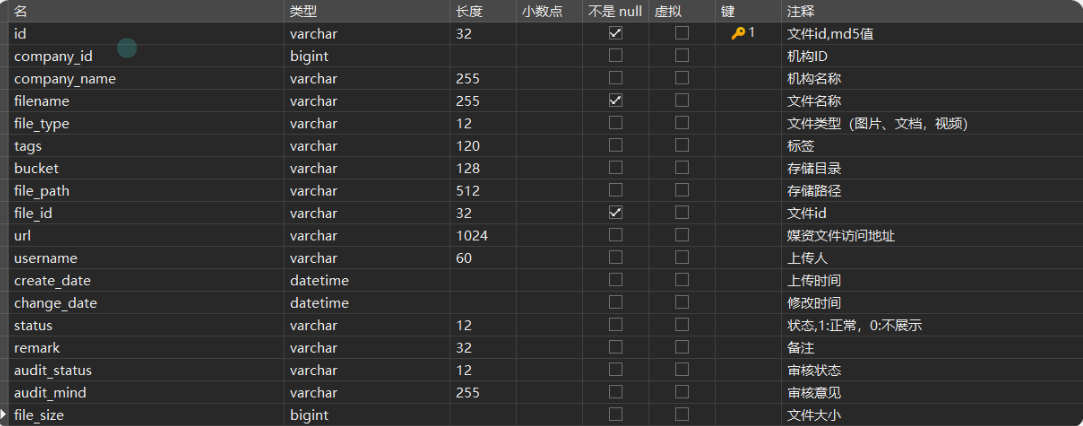 名 类型 长度 小数点 不是 null 虚拟 键 注释
id varchar 32 1 文件id,md5值
company_id bigint 机构ID
company_name varchar 255 机构名称
filename varchar 255 文件名称
file_type varchar 12 文件类型（图片、文档，视频）
tags varchar 120 标签
bucket varchar 128 存储目录
file_path varchar 512 存储路径
file_id varchar 32 文件id
url varchar 1024 媒资文件访问地址
username varchar 60 上传人
create_date datetime 上传时间
change_date datetime 修改时间
status varchar 12 状态,1:正常，0:不展示
remark varchar 32 备注
audit_status varchar 12 审核状态
audit_mind varchar 255 审核意见
file_size bigint 文件大小